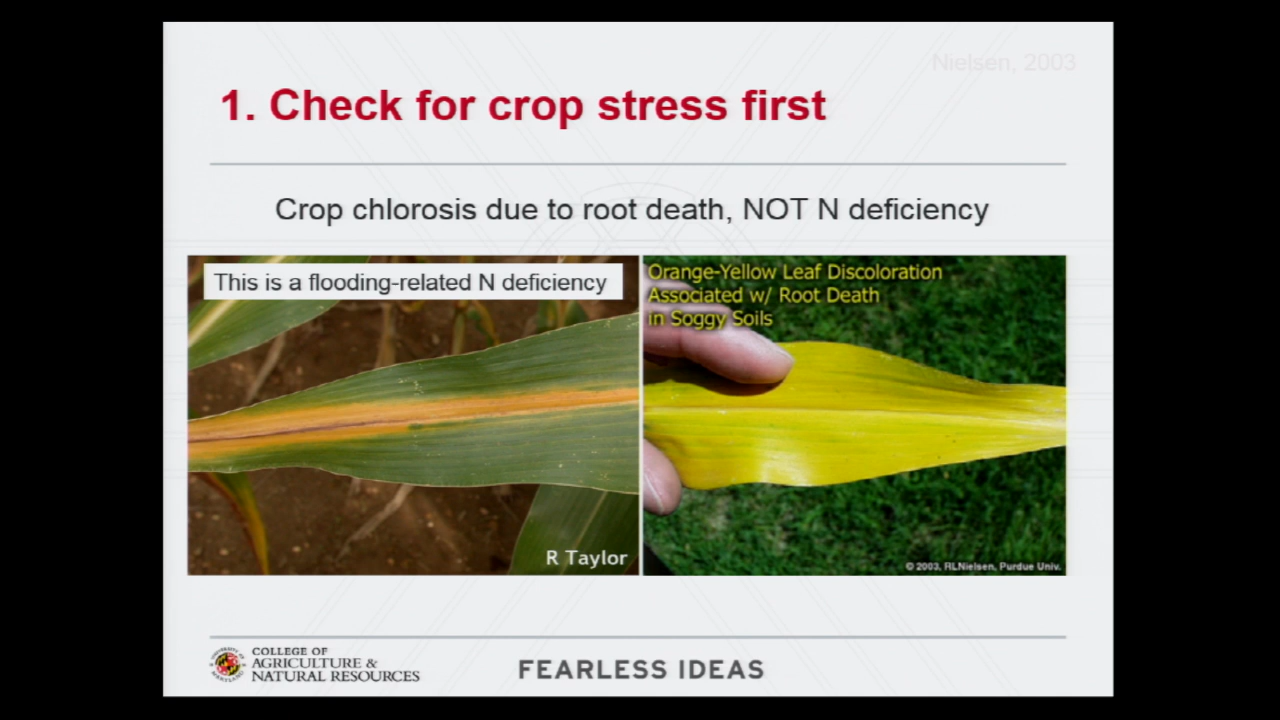 Nielsen, 2003
1. Check for crop stress first
Crop chlorosis due to root death, NOT N deficiency
This is a flooding-related N deficiency
Orange-Yellow Leaf Discoloration
Associated w/ Root Death
in Soggy Soils
R Taylor
© 2003, RLNielsen, Purdue Univ.
COLLEGE OF
AGRICULTURE &
NATURAL RESOURCES
FEARLESS IDEAS